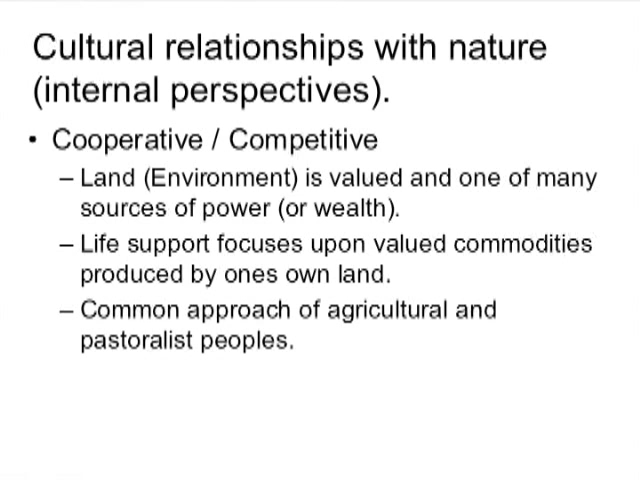 Cultural relationships with nature
(internal perspectives).
• Cooperative / Competitive
– Land (Environment) is valued and one of many
sources of power (or wealth).
– Life support focuses upon valued commodities
produced by ones own land.
– Common approach of agricultural and
pastoralist peoples.